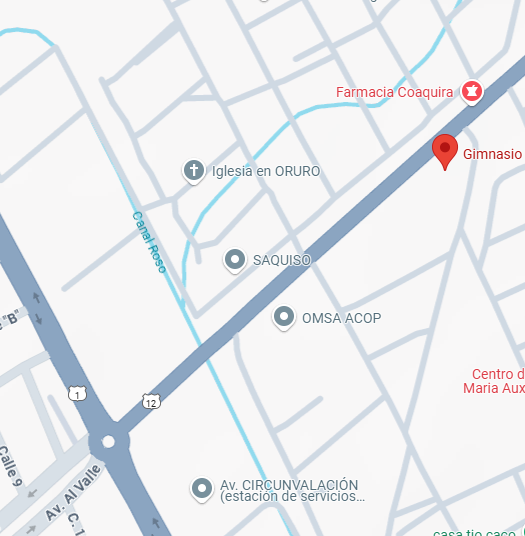 Farmacia Coaquira
Gimnasio
Iglesia en ORURO
Canal Roso
SAQUISO
OMSA ACOP
"B"
1
12
Centro d
Maria Aux
Calle 9
Av. Al Valle
C. 1
Av. CIRCUNVALACIÓN
(estación de servicios...
casa tio caco